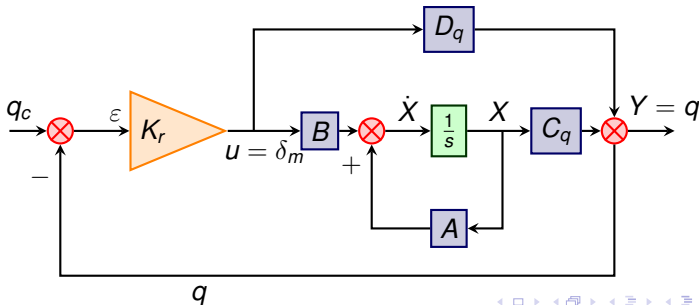 D_q
q_c
ε
K_r
B
Ẋ
1/s
X
C_q
Y = q
−
u = δ_m
+
A
q